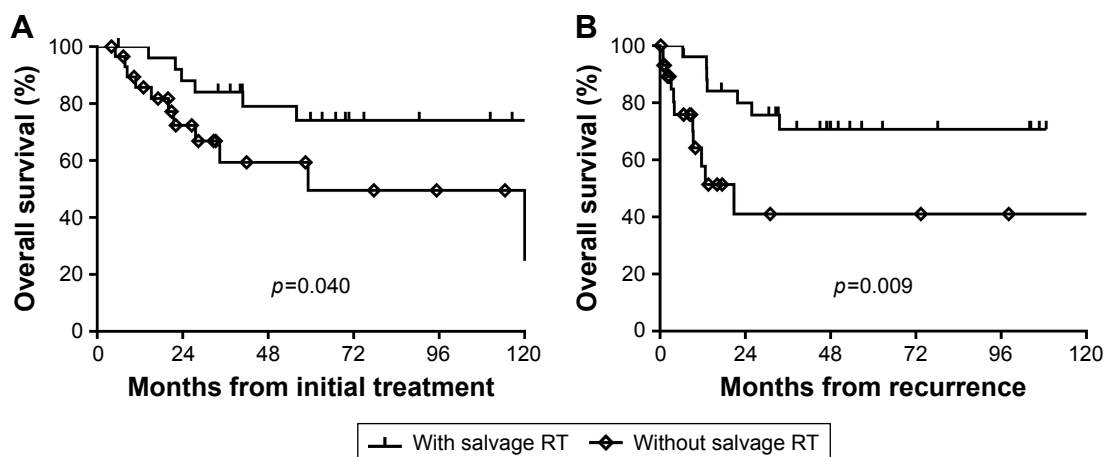 A
Overall survival (%)
100
80
60
40
20
0
p=0.040
0 24 48 72 96 120
Months from initial treatment
B
Overall survival (%)
100
80
60
40
20
0
p=0.009
0 24 48 72 96 120
Months from recurrence
With salvage RT Without salvage RT